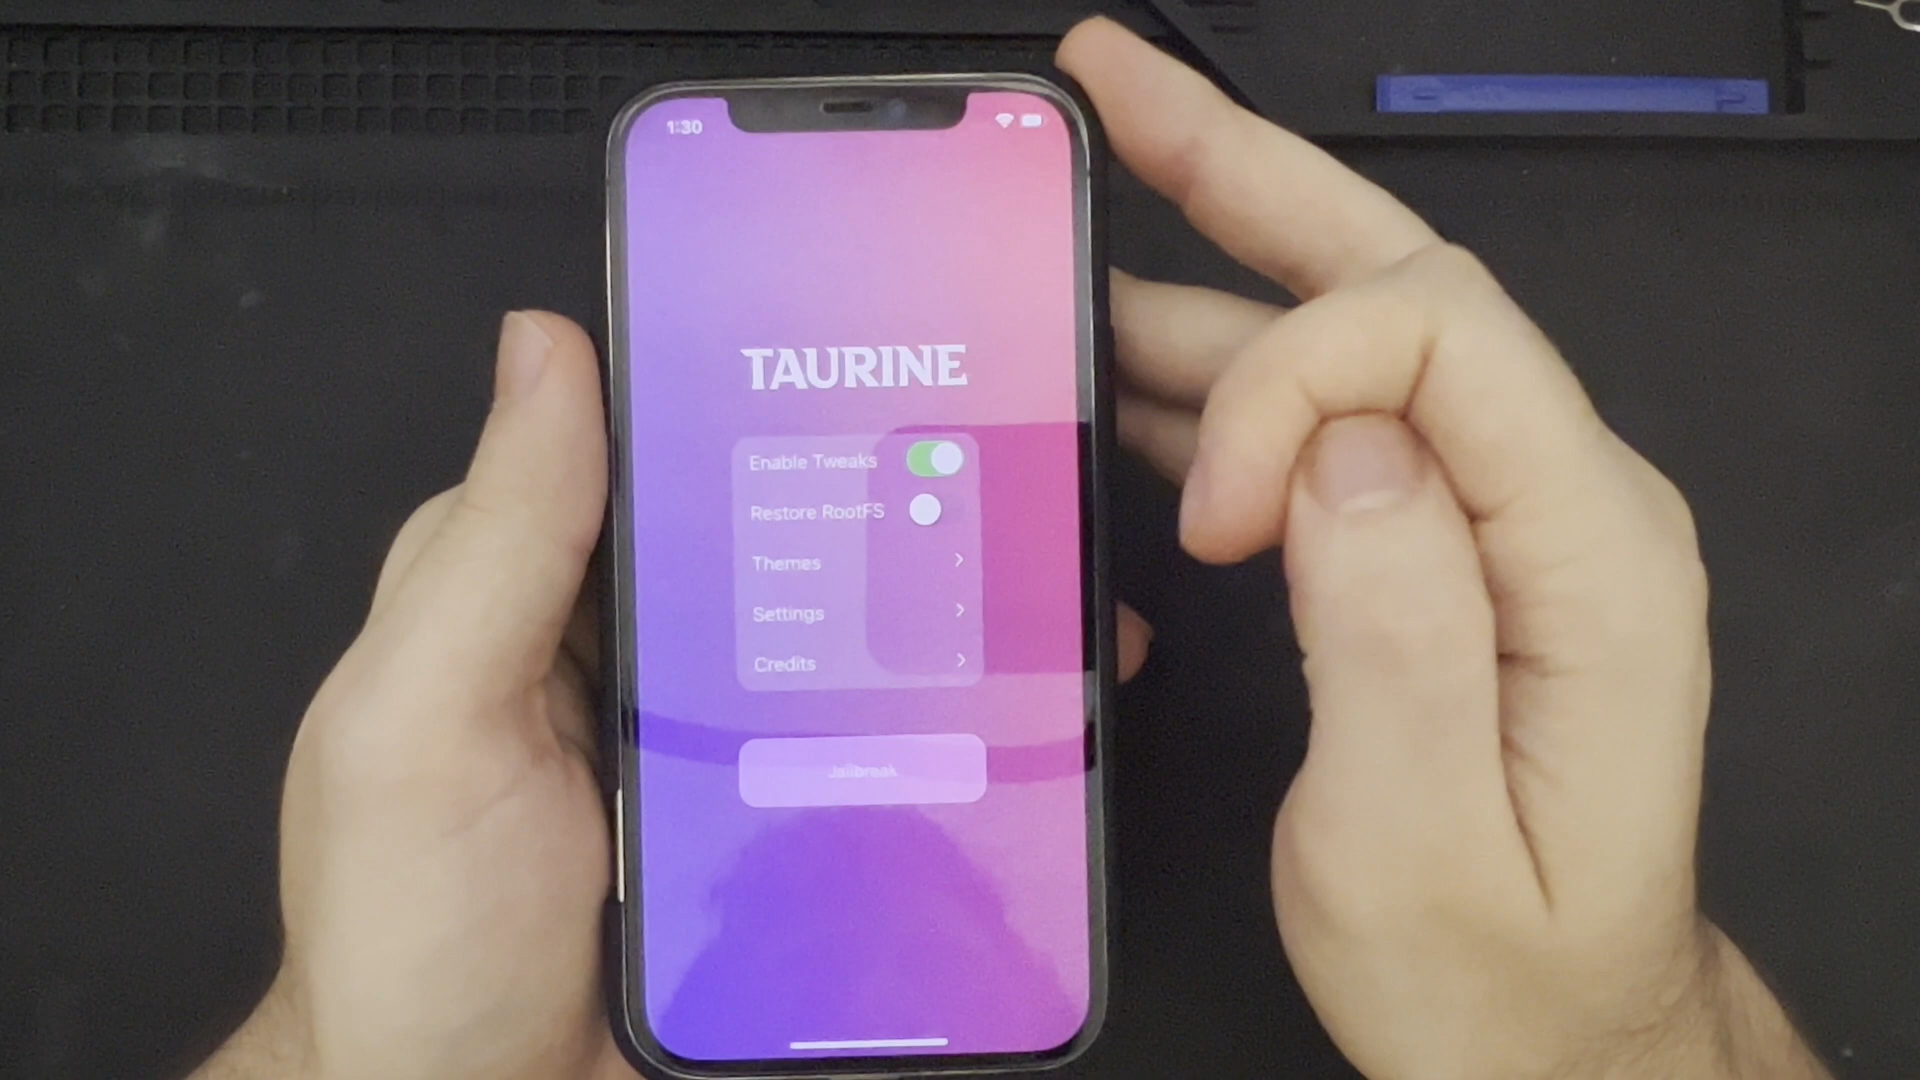 1:30
TAURINE
Enable Tweaks
Restore RootFS
Themes
Settings
Credits
Jailbreak